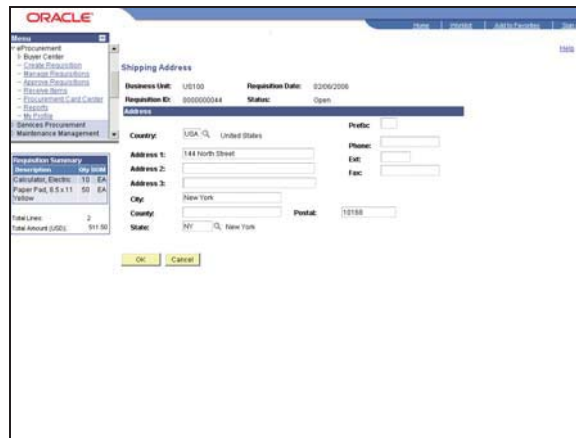 ORACLE
Home | Worklist | Add to Favorites | Sign
Menu
eProcurement
Buyer Center
Create Requisition
Manage Requisitions
Approve Requisitions
Receive Items
Procurement Card Center
Reports
My Profile
Services Procurement
Maintenance Management
Help
Shipping Address
Business Unit: US100 Requisition Date: 02/06/2006
Requisition ID: 0000000044 Status: Open
Address
Country: USA United States
Address 1: 144 North Street
Address 2:
Address 3:
City: New York
County: Postal:
State: NY New York
Prefix:
Phone:
Ext:
Fax:
OK Cancel
Requisition Summary
Description Qty UOM
Calculator, Electric 10 EA
Paper Pad, 8.5 x 11 50 EA
Yellow
Total Lines: 2
Total Amount (USD): 511.50